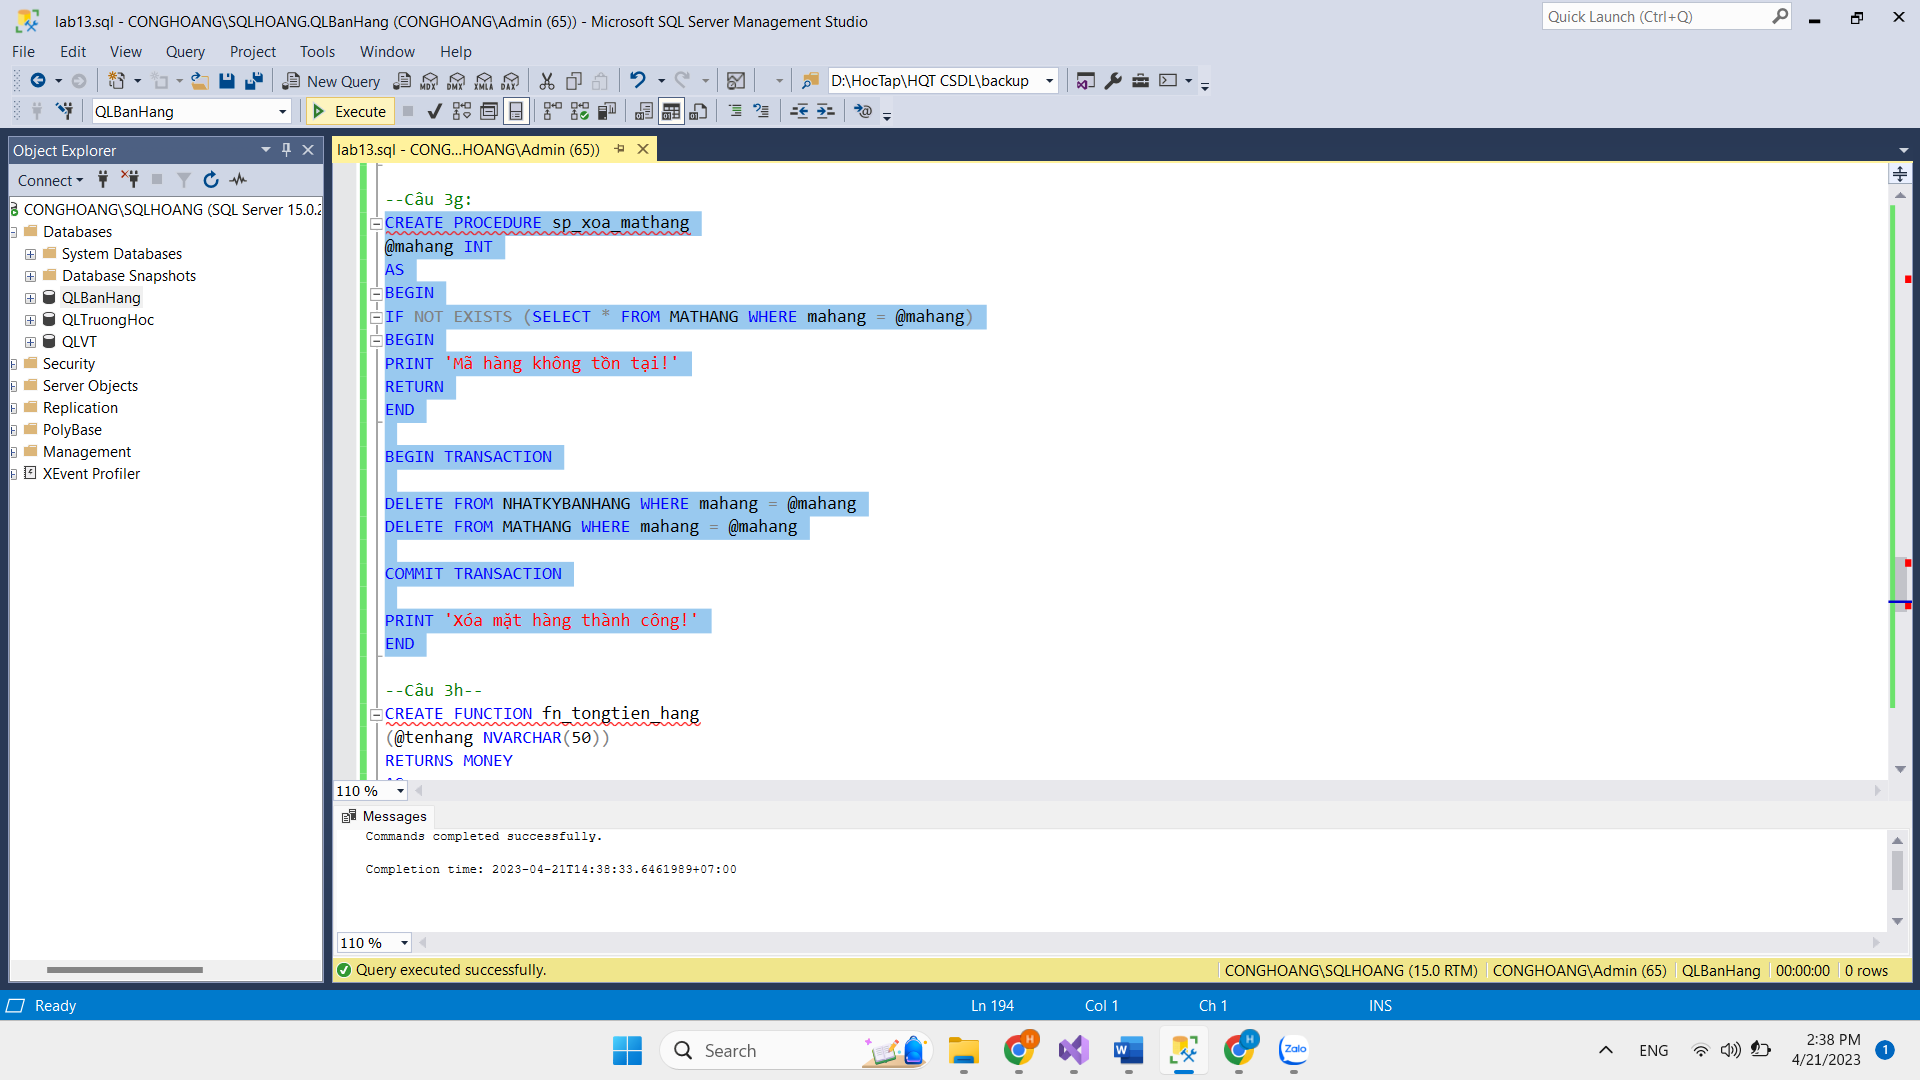 lab13.sql - CONGHOANG\SQLHOANG.QLBanHang (CONGHOANG\Admin (65)) - Microsoft SQL Server Management Studio
Quick Launch (Ctrl+Q)
File Edit View Query Project Tools Window Help
New Query MDX DMX XMLA DAX D:\HocTap\HQT CSDL\backup
QLBanHang Execute
Object Explorer
Connect
CONGHOANG\SQLHOANG (SQL Server 15.0.2
Databases
System Databases
Database Snapshots
QLBanHang
QLTruongHoc
QLVT
Security
Server Objects
Replication
PolyBase
Management
XEvent Profiler
lab13.sql - CONG...HOANG\Admin (65))
--Câu 3g:
CREATE PROCEDURE sp_xoa_mathang
@mahang INT
AS
BEGIN
IF NOT EXISTS (SELECT * FROM MATHANG WHERE mahang = @mahang)
BEGIN
PRINT 'Mã hàng không tồn tại!'
RETURN
END
BEGIN TRANSACTION
DELETE FROM NHATKYBANHANG WHERE mahang = @mahang
DELETE FROM MATHANG WHERE mahang = @mahang
COMMIT TRANSACTION
PRINT 'Xóa mặt hàng thành công!'
END
--Câu 3h--
CREATE FUNCTION fn_tongtien_hang
(@tenhang NVARCHAR(50))
RETURNS MONEY
AS
110 %
Messages
Commands completed successfully.
Completion time: 2023-04-21T14:38:33.6461989+07:00
110 %
Query executed successfully. CONGHOANG\SQLHOANG (15.0 RTM) CONGHOANG\Admin (65) QLBanHang 00:00:00 0 rows
Ready Ln 194 Col 1 Ch 1 INS
Search H W H Zalo ENG 2:38 PM
4/21/2023 1